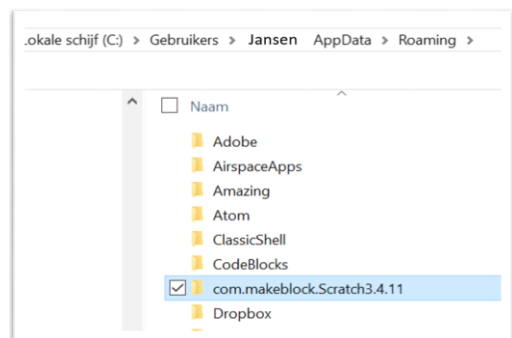 .okale schijf (C:) > Gebruikers > Jansen AppData > Roaming >
Naam
Adobe
AirspaceApps
Amazing
Atom
ClassicShell
CodeBlocks
com.makeblock.Scratch3.4.11
Dropbox